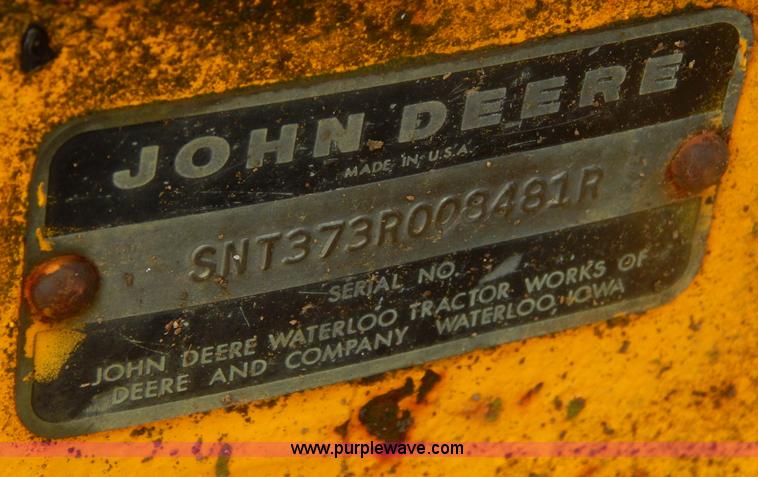 JOHN DEERE
MADE IN U.S.A.
SNT373R008481R
SERIAL NO.
JOHN DEERE WATERLOO TRACTOR WORKS OF
DEERE AND COMPANY WATERLOO, IOWA
www.purplewave.com